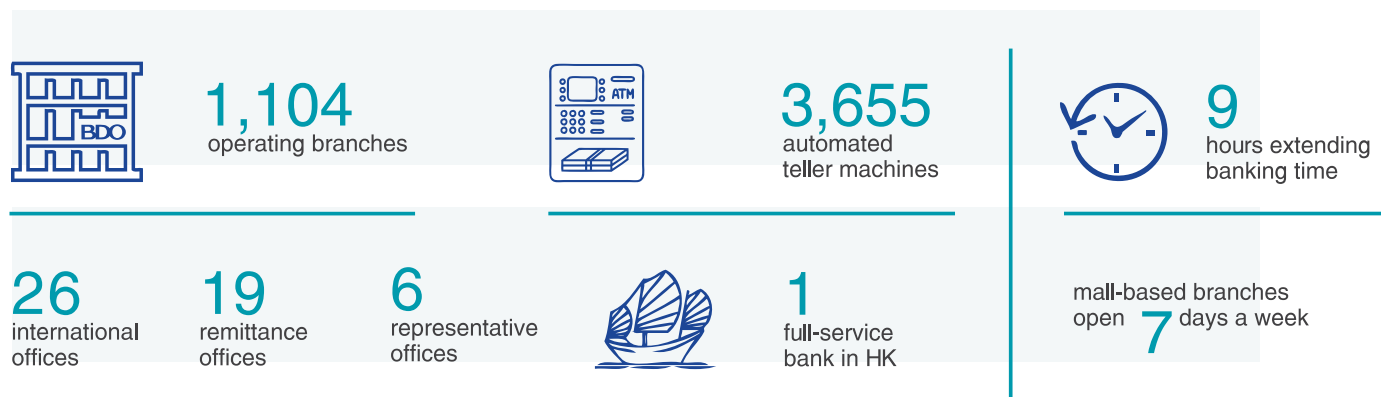 BDO
1,104
operating branches
ATM
3,655
automated
teller machines
9
hours extending
banking time
26
international
offices
19
remittance
offices
6
representative
offices
1
full-service
bank in HK
mall-based branches
open 7 days a week